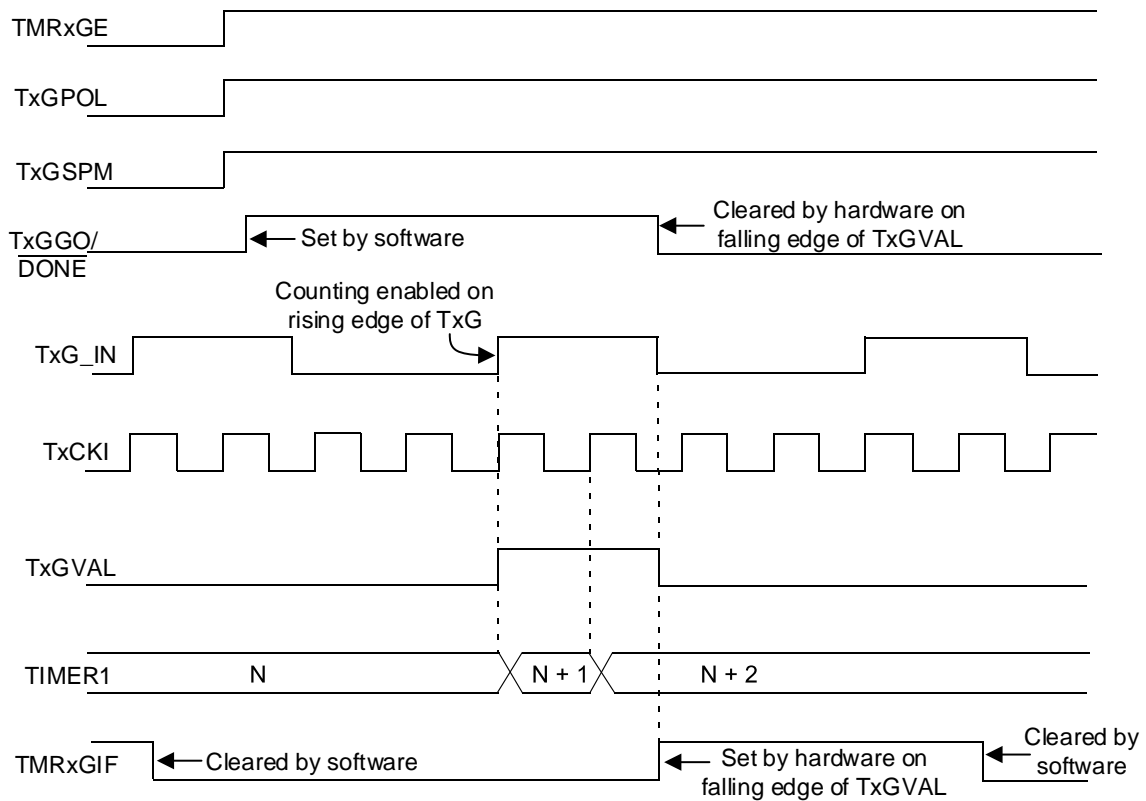 TMRxGE
TxGPOL
TxGSPM
TxGGO/
DONE
Set by software
Cleared by hardware on
falling edge of TxGVAL
Counting enabled on
rising edge of TxG
TxG_IN
TxCKI
TxGVAL
TIMER1
N
N + 1
N + 2
TMRxGIF
Cleared by software
Set by hardware on
falling edge of TxGVAL
Cleared by
software